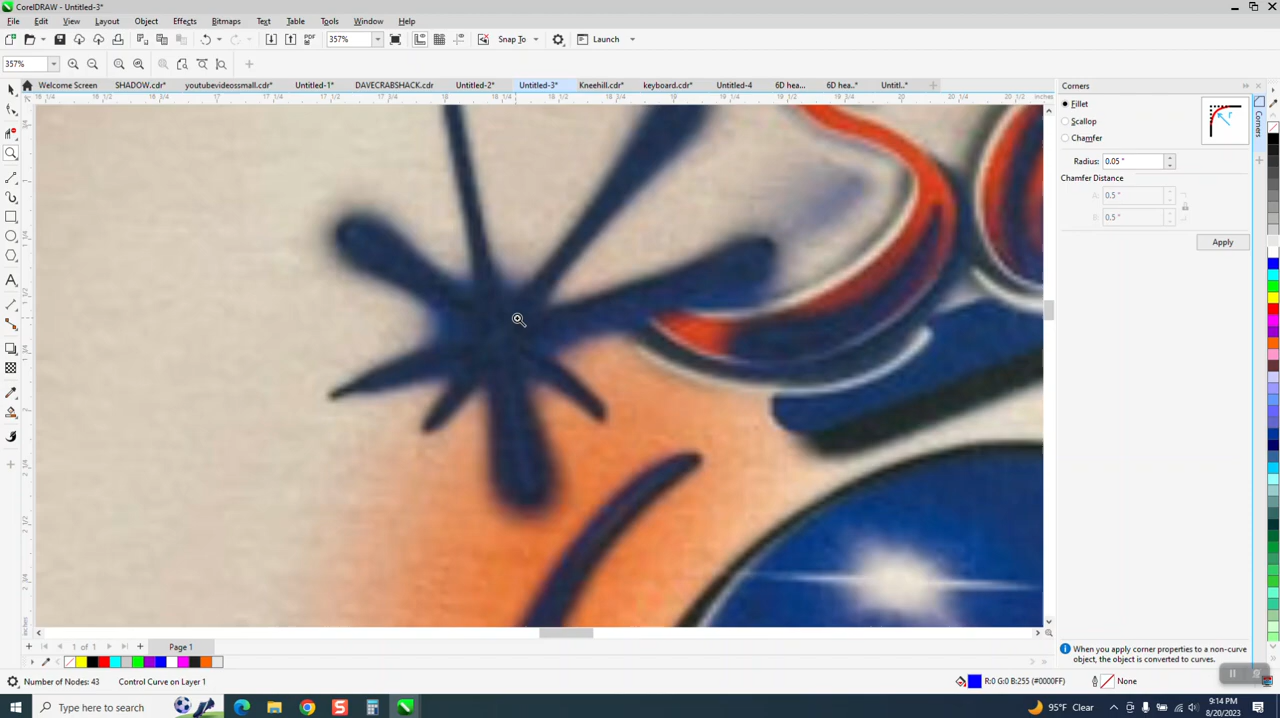 CorelDRAW - Untitled-3*
File Edit View Layout Object Effects Bitmaps Text Table Tools Window Help
PDF 357% Snap To Launch
357%
Welcome Screen SHADOW.cdr* youtubevideossmall.cdr* Untitled-1* DAVECRABSHACK.cdr Untitled-2* Untitled-3* Kneehill.cdr* keyboard.cdr* Untitled-4 6D hea... 6D hea..* Untitl..*
inches
Corners
Fillet
Scallop
Chamfer
Radius: 0.05 "
Chamfer Distance
A: 0.5 "
B: 0.5 "
Apply
Corners
inches
1 of 1 Page 1
When you apply corner properties to a non-curve
object, the object is converted to curves.
Number of Nodes: 43 Control Curve on Layer 1 R:0 G:0 B:255 (#0000FF) None
Type here to search 95°F Clear 9:14 PM
8/20/2023